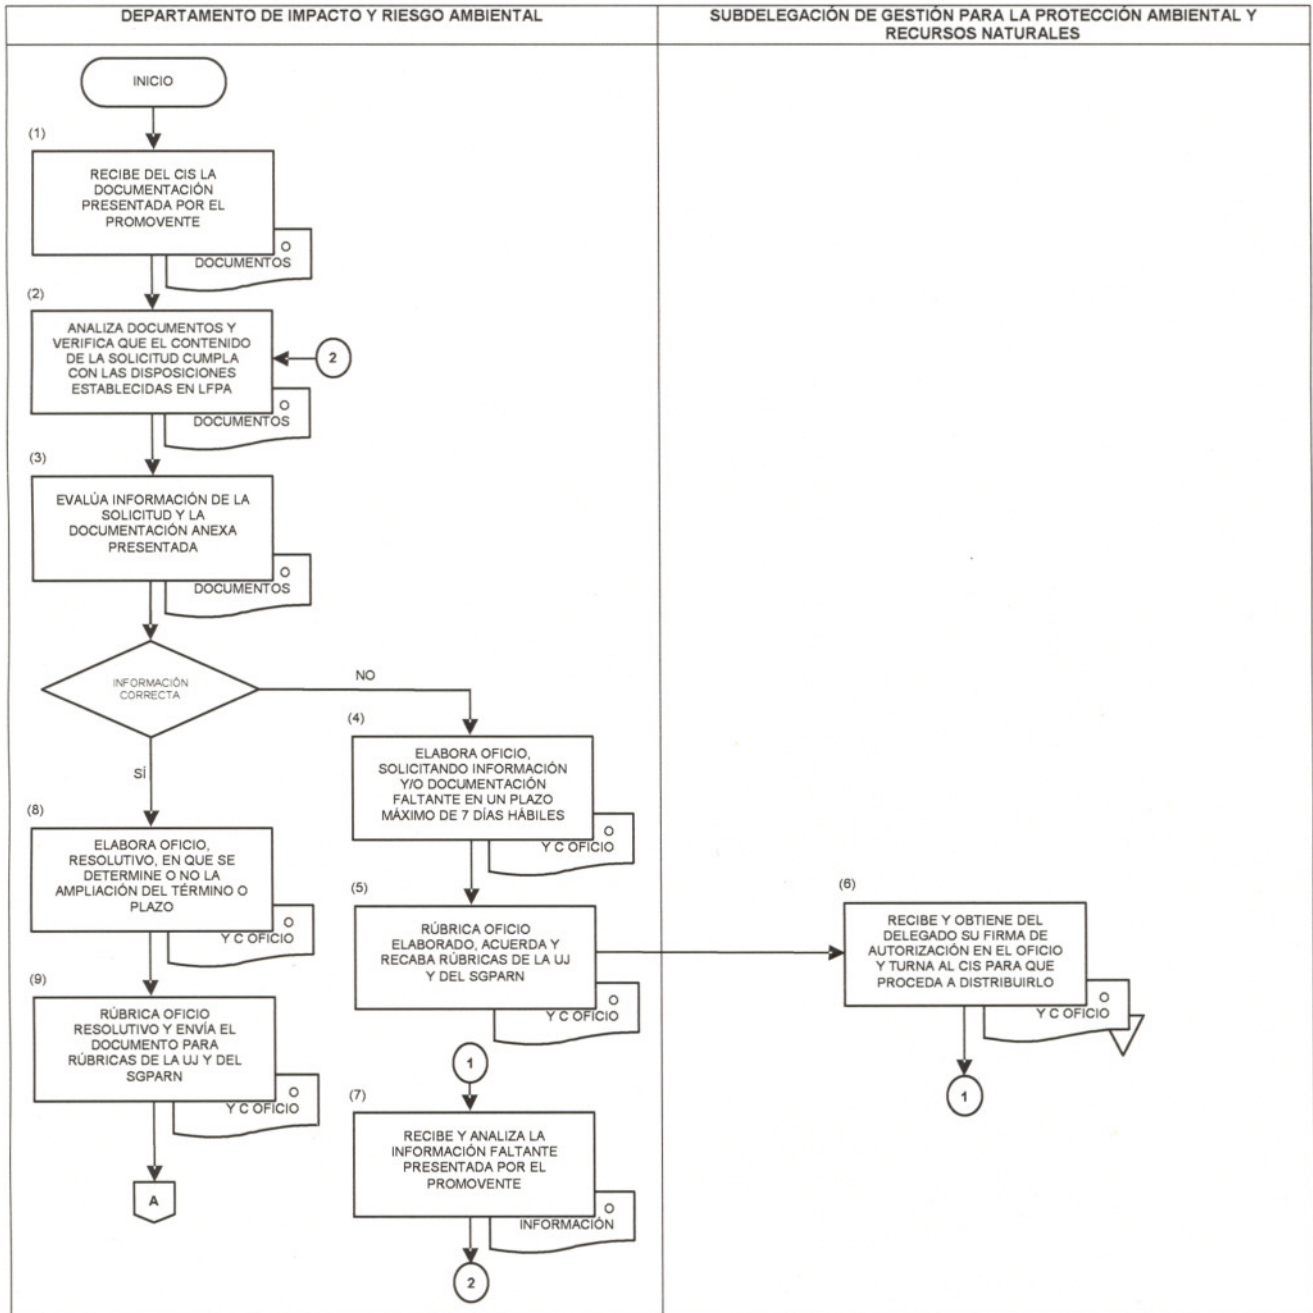 DEPARTAMENTO DE IMPACTO Y RIESGO AMBIENTAL
SUBDELEGACIÓN DE GESTIÓN PARA LA PROTECCIÓN AMBIENTAL Y
RECURSOS NATURALES
INICIO
(1)
RECIBE DEL CIS LA
DOCUMENTACIÓN
PRESENTADA POR EL
PROMOVENTE
O
DOCUMENTOS
(2)
ANALIZA DOCUMENTOS Y
VERIFICA QUE EL CONTENIDO
DE LA SOLICITUD CUMPLA
CON LAS DISPOSICIONES
ESTABLECIDAS EN LFPA
2
O
DOCUMENTOS
(3)
EVALÚA INFORMACIÓN DE LA
SOLICITUD Y LA
DOCUMENTACIÓN ANEXA
PRESENTADA
O
DOCUMENTOS
INFORMACIÓN
CORRECTA
NO
SÍ
(4)
ELABORA OFICIO,
SOLICITANDO INFORMACIÓN
Y/O DOCUMENTACIÓN
FALTANTE EN UN PLAZO
MÁXIMO DE 7 DÍAS HÁBILES
O
Y C OFICIO
(8)
ELABORA OFICIO,
RESOLUTIVO, EN QUE SE
DETERMINE O NO LA
AMPLIACIÓN DEL TÉRMINO O
PLAZO
O
Y C OFICIO
(5)
RÚBRICA OFICIO
ELABORADO, ACUERDA Y
RECABA RÚBRICAS DE LA UJ
Y DEL SGPARN
O
Y C OFICIO
(6)
RECIBE Y OBTIENE DEL
DELEGADO SU FIRMA DE
AUTORIZACIÓN EN EL OFICIO
Y TURNA AL CIS PARA QUE
PROCEDA A DISTRIBUIRLO
O
Y C OFICIO
1
(9)
RÚBRICA OFICIO
RESOLUTIVO Y ENVÍA EL
DOCUMENTO PARA
RÚBRICAS DE LA UJ Y DEL
SGPARN
O
Y C OFICIO
A
1
(7)
RECIBE Y ANALIZA LA
INFORMACIÓN FALTANTE
PRESENTADA POR EL
PROMOVENTE
O
INFORMACIÓN
2